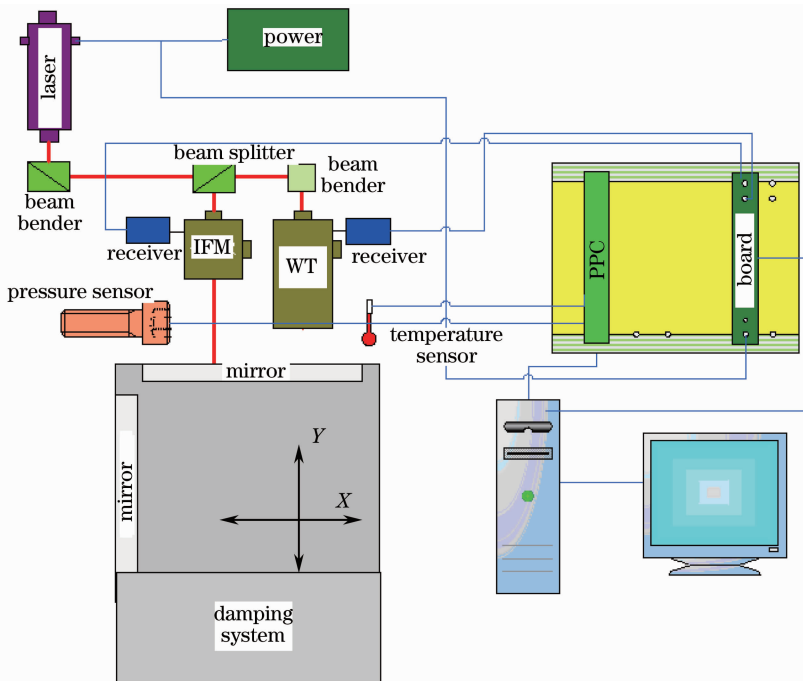 laser
power
beam splitter
beam
bender
beam
bender
receiver
IFM
WT
receiver
PPC
board
pressure sensor
temperature
sensor
mirror
mirror
Y
X
damping
system